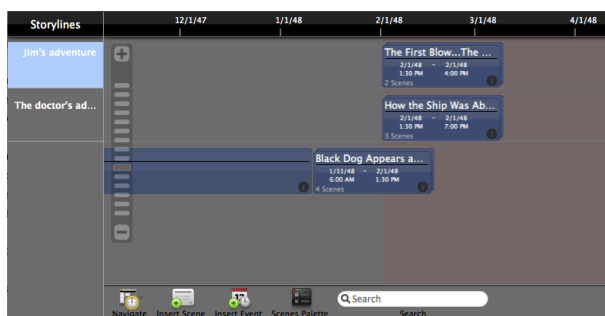 Storylines
12/1/47
1/1/48
2/1/48
3/1/48
4/1/48
Jim's adventure
The First Blow...The ...
2/1/48 – 2/1/48
1:30 PM 4:00 PM
2 Scenes
The doctor's ad...
How the Ship Was Ab...
2/1/48 – 2/1/48
1:30 PM 7:00 PM
3 Scenes
Black Dog Appears a...
1/11/48 – 2/1/48
6:00 AM 1:30 PM
4 Scenes
Search
Navigate
Insert Scene
Insert Event
Scenes Palette
Search